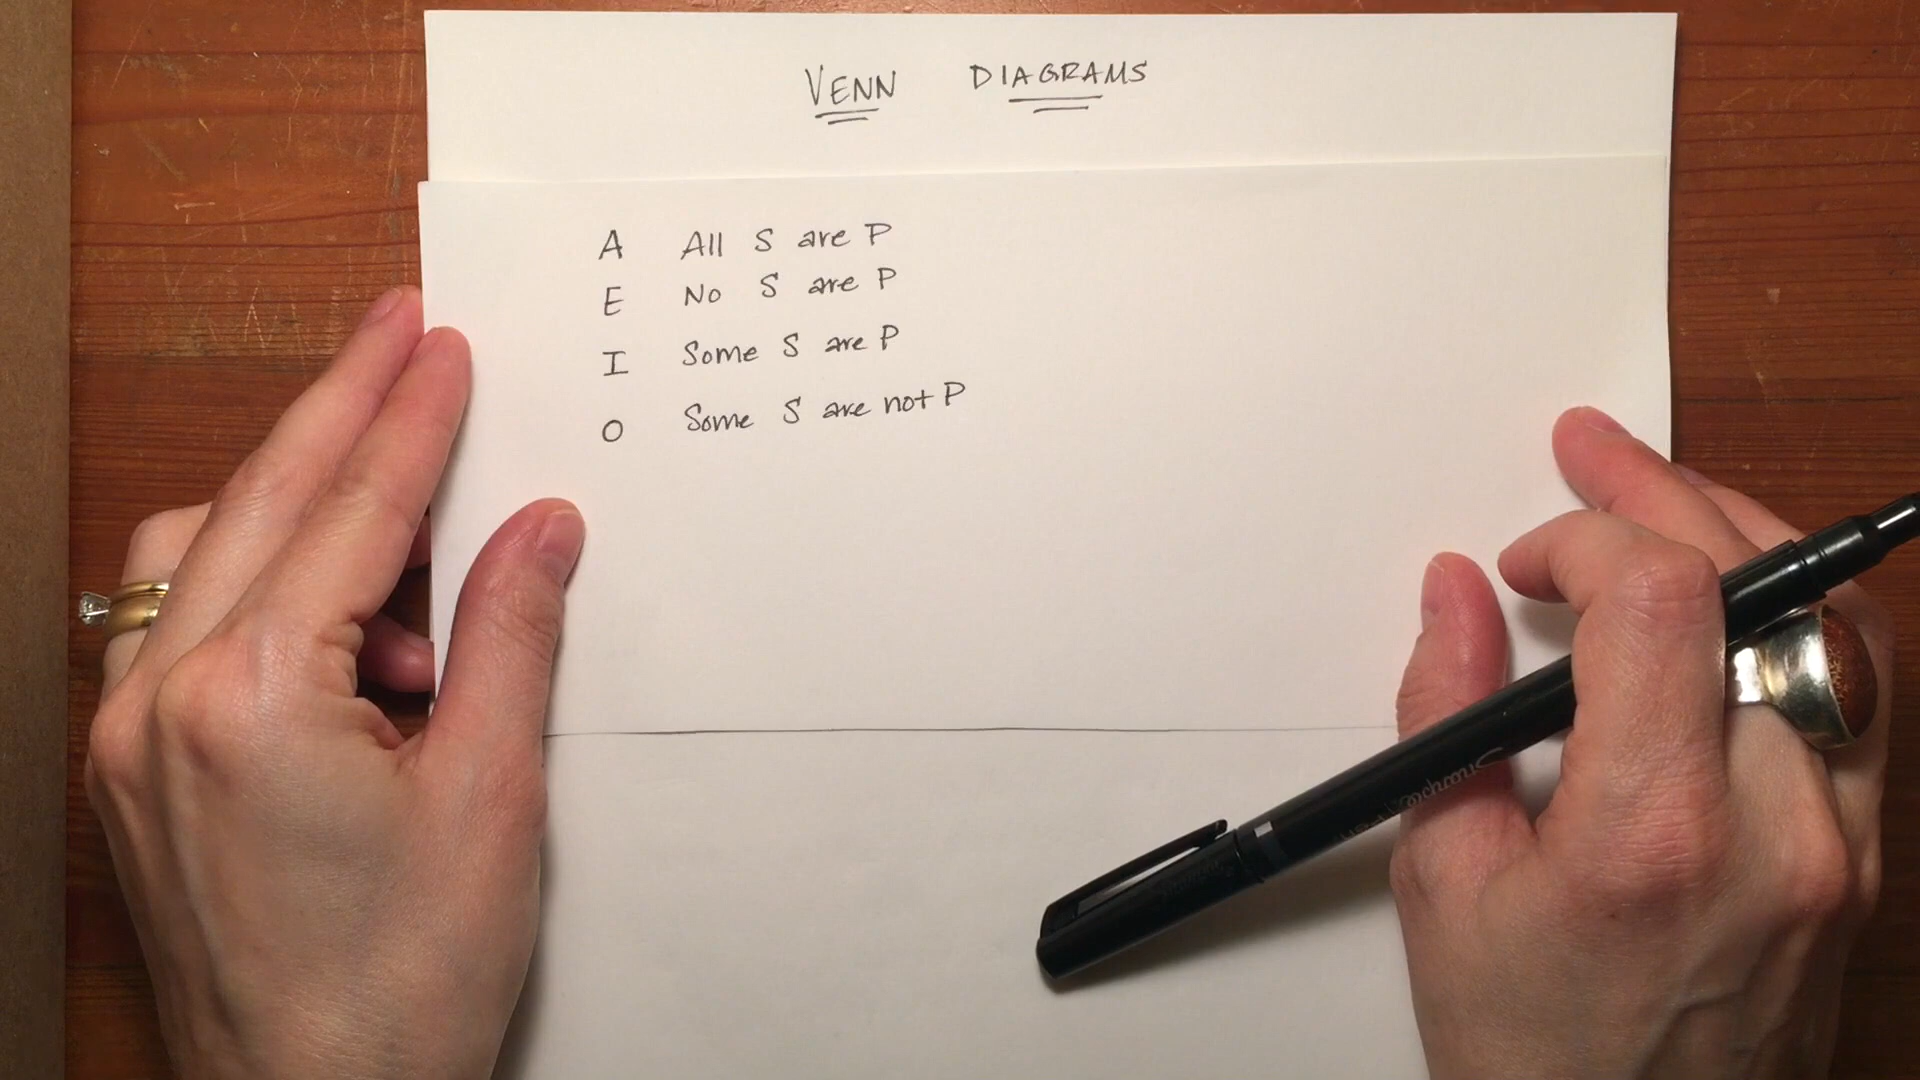 VENN DIAGRAMS
A All S are P
E No S are P
I Some S are P
O Some S are not P